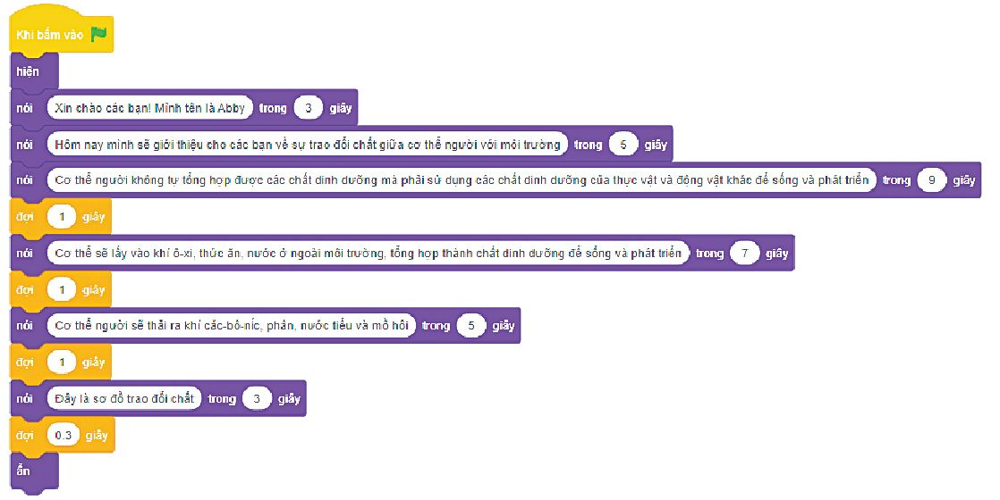 Khi bấm vào
hiện
nói Xin chào các bạn! Mình tên là Abby trong 3 giây
nói Hôm nay mình sẽ giới thiệu cho các bạn về sự trao đổi chất giữa cơ thể người với môi trường trong 5 giây
nói Cơ thể người không tự tổng hợp được các chất dinh dưỡng mà phải sử dụng các chất dinh dưỡng của thực vật và động vật khác để sống và phát triển trong 9 giây
đợi 1 giây
nói Cơ thể sẽ lấy vào khí ô-xi, thức ăn, nước ở ngoài môi trường, tổng hợp thành chất dinh dưỡng để sống và phát triển trong 7 giây
đợi 1 giây
nói Cơ thể người sẽ thải ra khí các-bô-níc, phân, nước tiểu và mồ hôi trong 5 giây
đợi 1 giây
nói Đây là sơ đồ trao đổi chất trong 3 giây
đợi 0.3 giây
ẩn